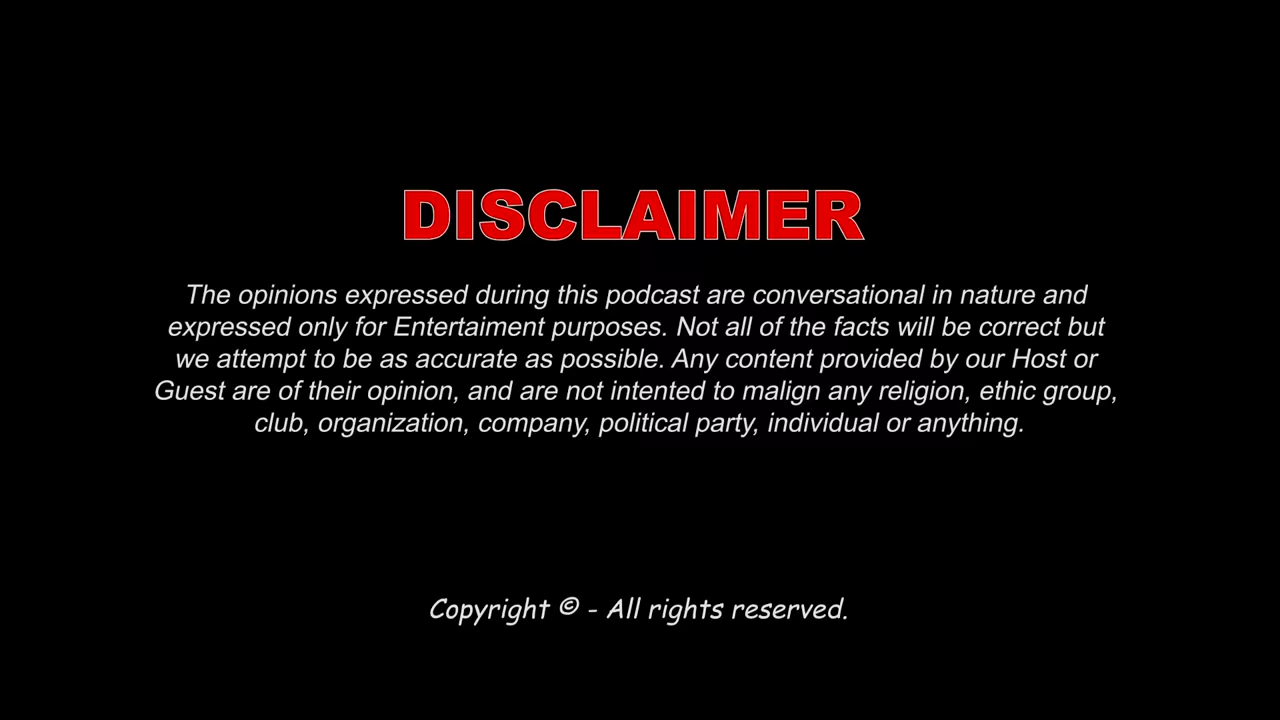 DISCLAIMER
The opinions expressed during this podcast are conversational in nature and
expressed only for Entertaiment purposes. Not all of the facts will be correct but
we attempt to be as accurate as possible. Any content provided by our Host or
Guest are of their opinion, and are not intented to malign any religion, ethic group,
club, organization, company, political party, individual or anything.
Copyright © - All rights reserved.